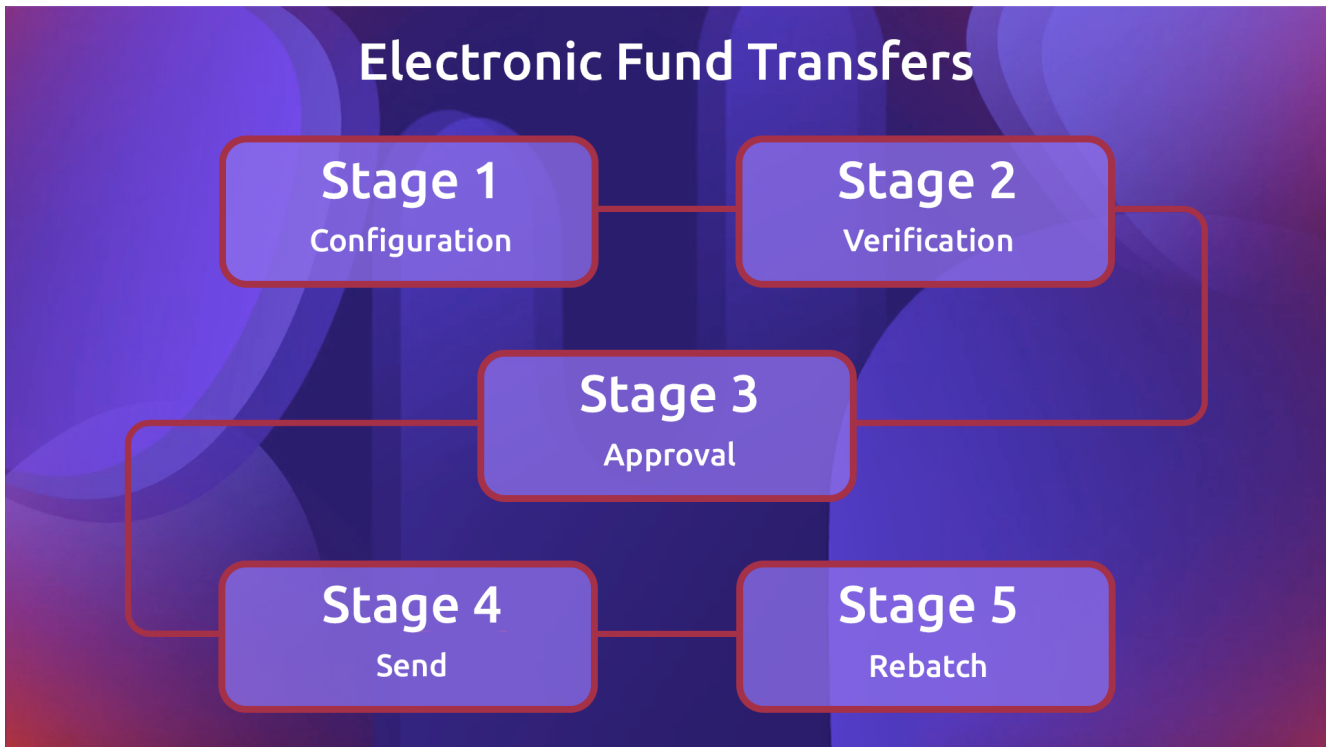 Electronic Fund Transfers
Stage 1
Configuration
Stage 2
Verification
Stage 3
Approval
Stage 4
Send
Stage 5
Rebatch